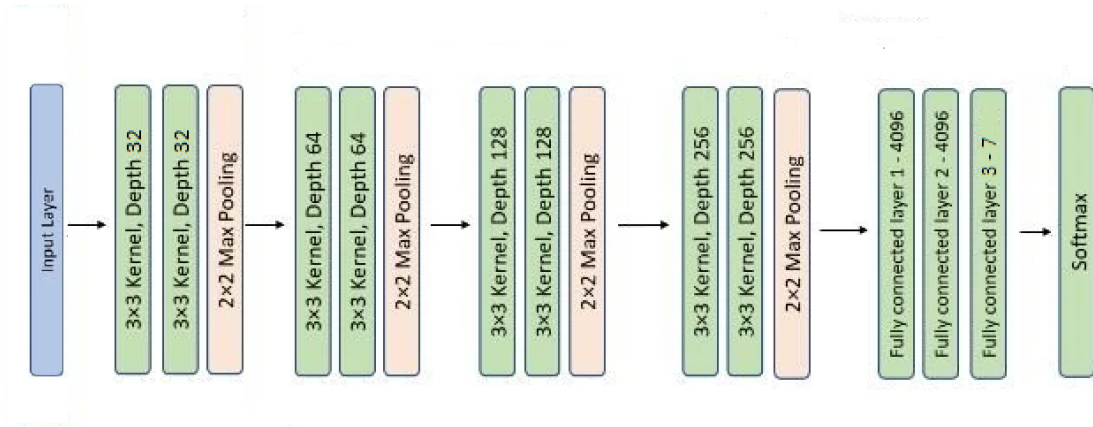 Input Layer
3×3 Kernel, Depth 32
3×3 Kernel, Depth 32
2×2 Max Pooling
3×3 Kernel, Depth 64
3×3 Kernel, Depth 64
2×2 Max Pooling
3×3 Kernel, Depth 128
3×3 Kernel, Depth 128
2×2 Max Pooling
3×3 Kernel, Depth 256
3×3 Kernel, Depth 256
2×2 Max Pooling
Fully connected layer 1 - 4096
Fully connected layer 2 - 4096
Fully connected layer 3 - 7
Softmax